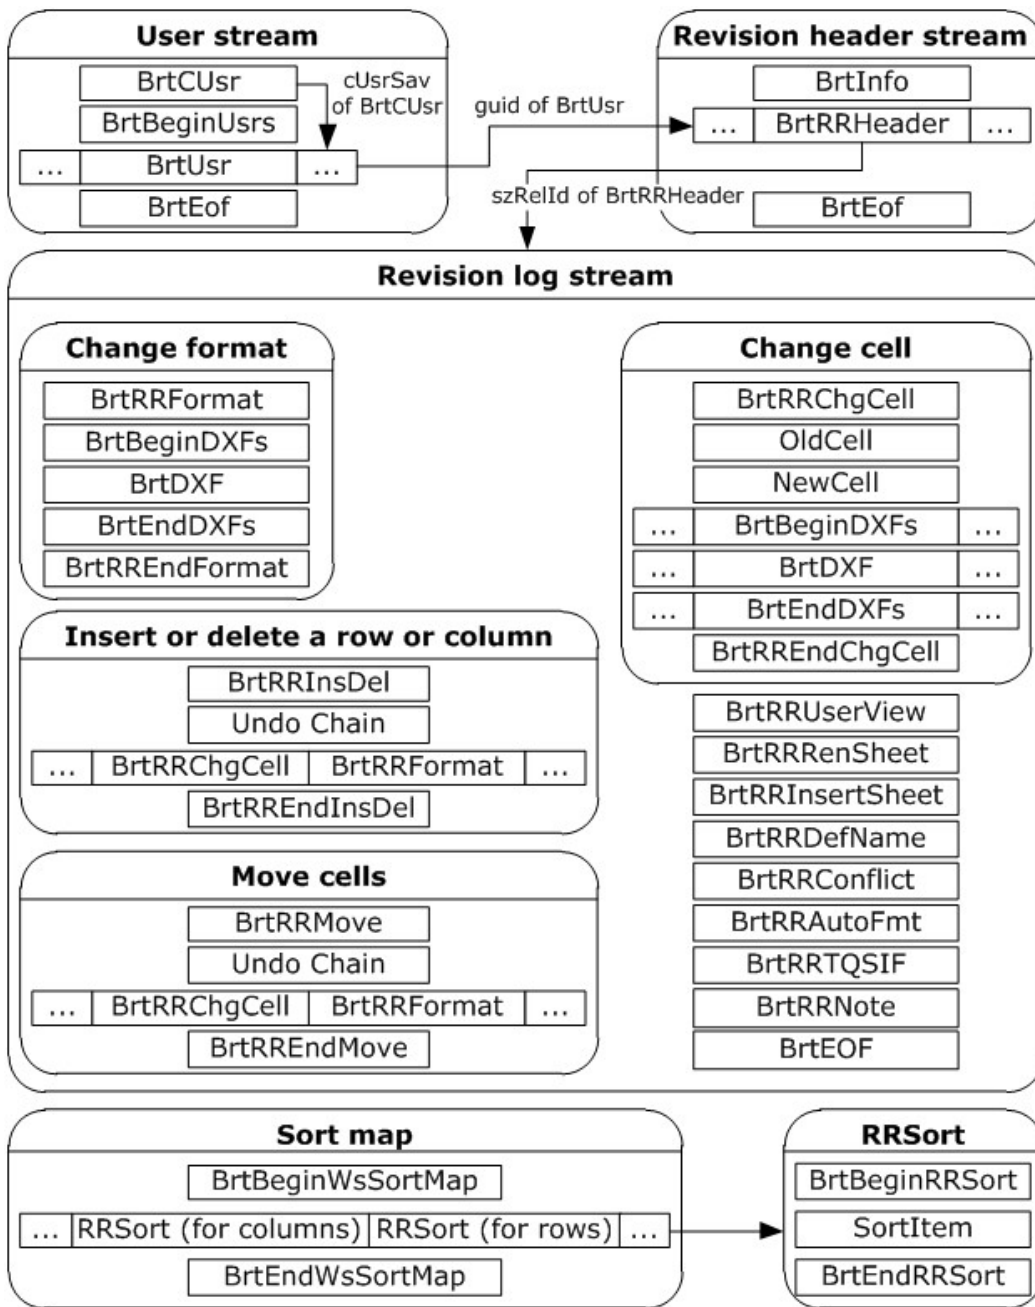 User stream
BrtCUsr
cUsrSav
of BrtCUsr
BrtBeginUsrs
... BrtUsr ...
BrtEof
guid of BrtUsr
Revision header stream
BrtInfo
... BrtRRHeader ...
szRelId of BrtRRHeader
BrtEof
Revision log stream
Change format
BrtRRFormat
BrtBeginDXFs
BrtDXF
BrtEndDXFs
BrtRREndFormat
Change cell
BrtRRChgCell
OldCell
NewCell
... BrtBeginDXFs ...
... BrtDXF ...
... BrtEndDXFs ...
BrtRREndChgCell
Insert or delete a row or column
BrtRRInsDel
Undo Chain
... BrtRRChgCell BrtRRFormat ...
BrtRREndInsDel
Move cells
BrtRRMove
Undo Chain
... BrtRRChgCell BrtRRFormat ...
BrtRREndMove
BrtRRUserView
BrtRRRenSheet
BrtRRInsertSheet
BrtRRDefName
BrtRRConflict
BrtRRAutoFmt
BrtRRTQSIF
BrtRRNote
BrtEOF
Sort map
BrtBeginWsSortMap
... RRSort (for columns) RRSort (for rows) ...
BrtEndWsSortMap
RRSort
BrtBeginRRSort
SortItem
BrtEndRRSort